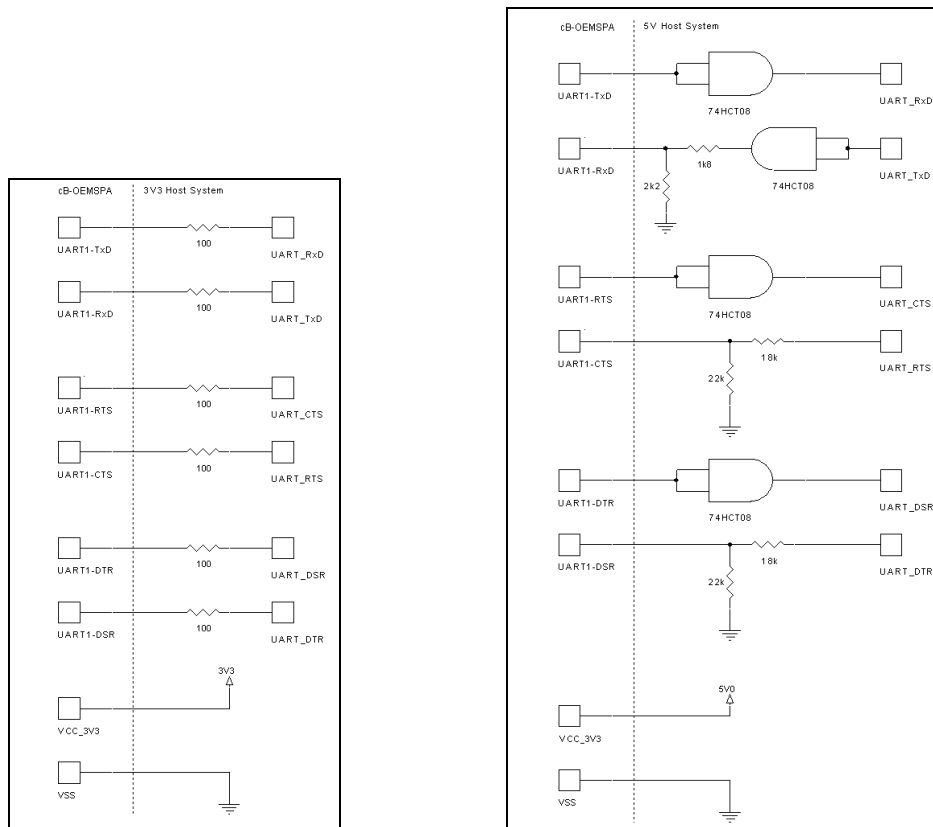 cB-OEMSPA 3V3 Host System
UART1-TxD 100 UART_RxD
UART1-RxD 100 UART_TxD
UART1-RTS 100 UART_CTS
UART1-CTS 100 UART_RTS
UART1-DTR 100 UART_DSR
UART1-DSR 100 UART_DTR
3V3
VCC_3V3
VSS
cB-OEMSPA 5V Host System
UART1-TxD 74HCT08 UART_RxD
UART1-RxD 1k8 74HCT08 UART_TxD
2k2
UART1-RTS 74HCT08 UART_CTS
UART1-CTS 18k UART_RTS
22k
UART1-DTR 74HCT08 UART_DSR
UART1-DSR 18k UART_DTR
22k
5V0
VCC_3V3
VSS